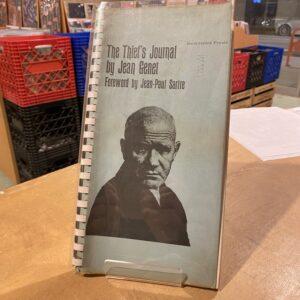 The Thief's Journal
by Jean Genet
Foreword by Jean-Paul Sartre